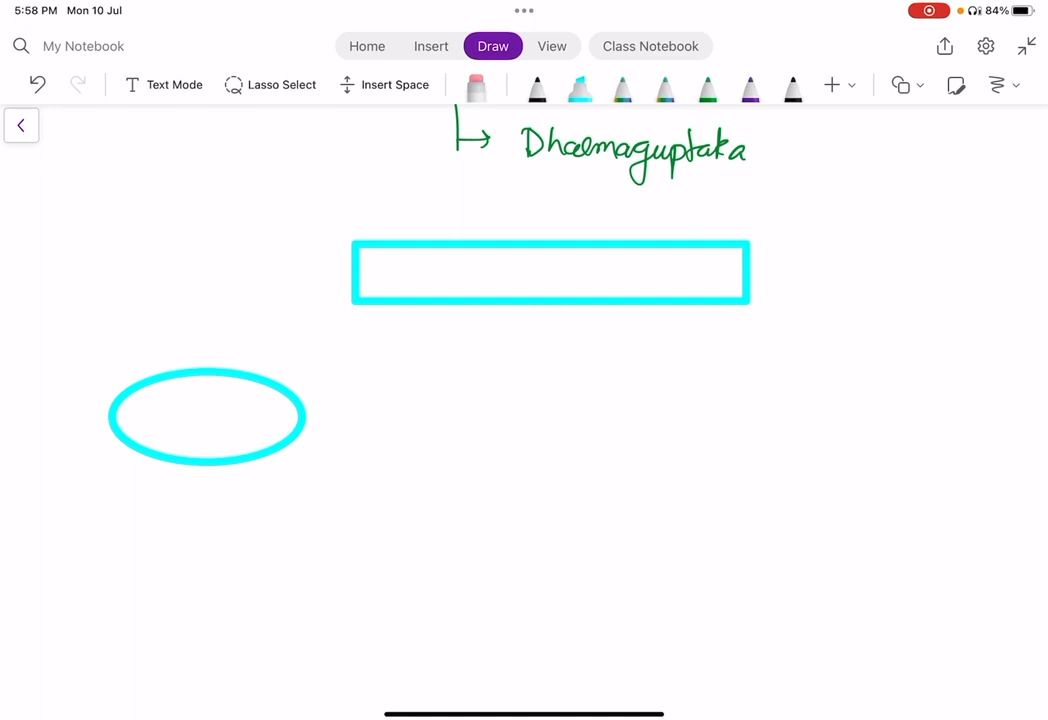 5:58 PM Mon 10 Jul
84%
My Notebook
Home Insert Draw View Class Notebook
Text Mode Lasso Select Insert Space
Dharmaguptaka